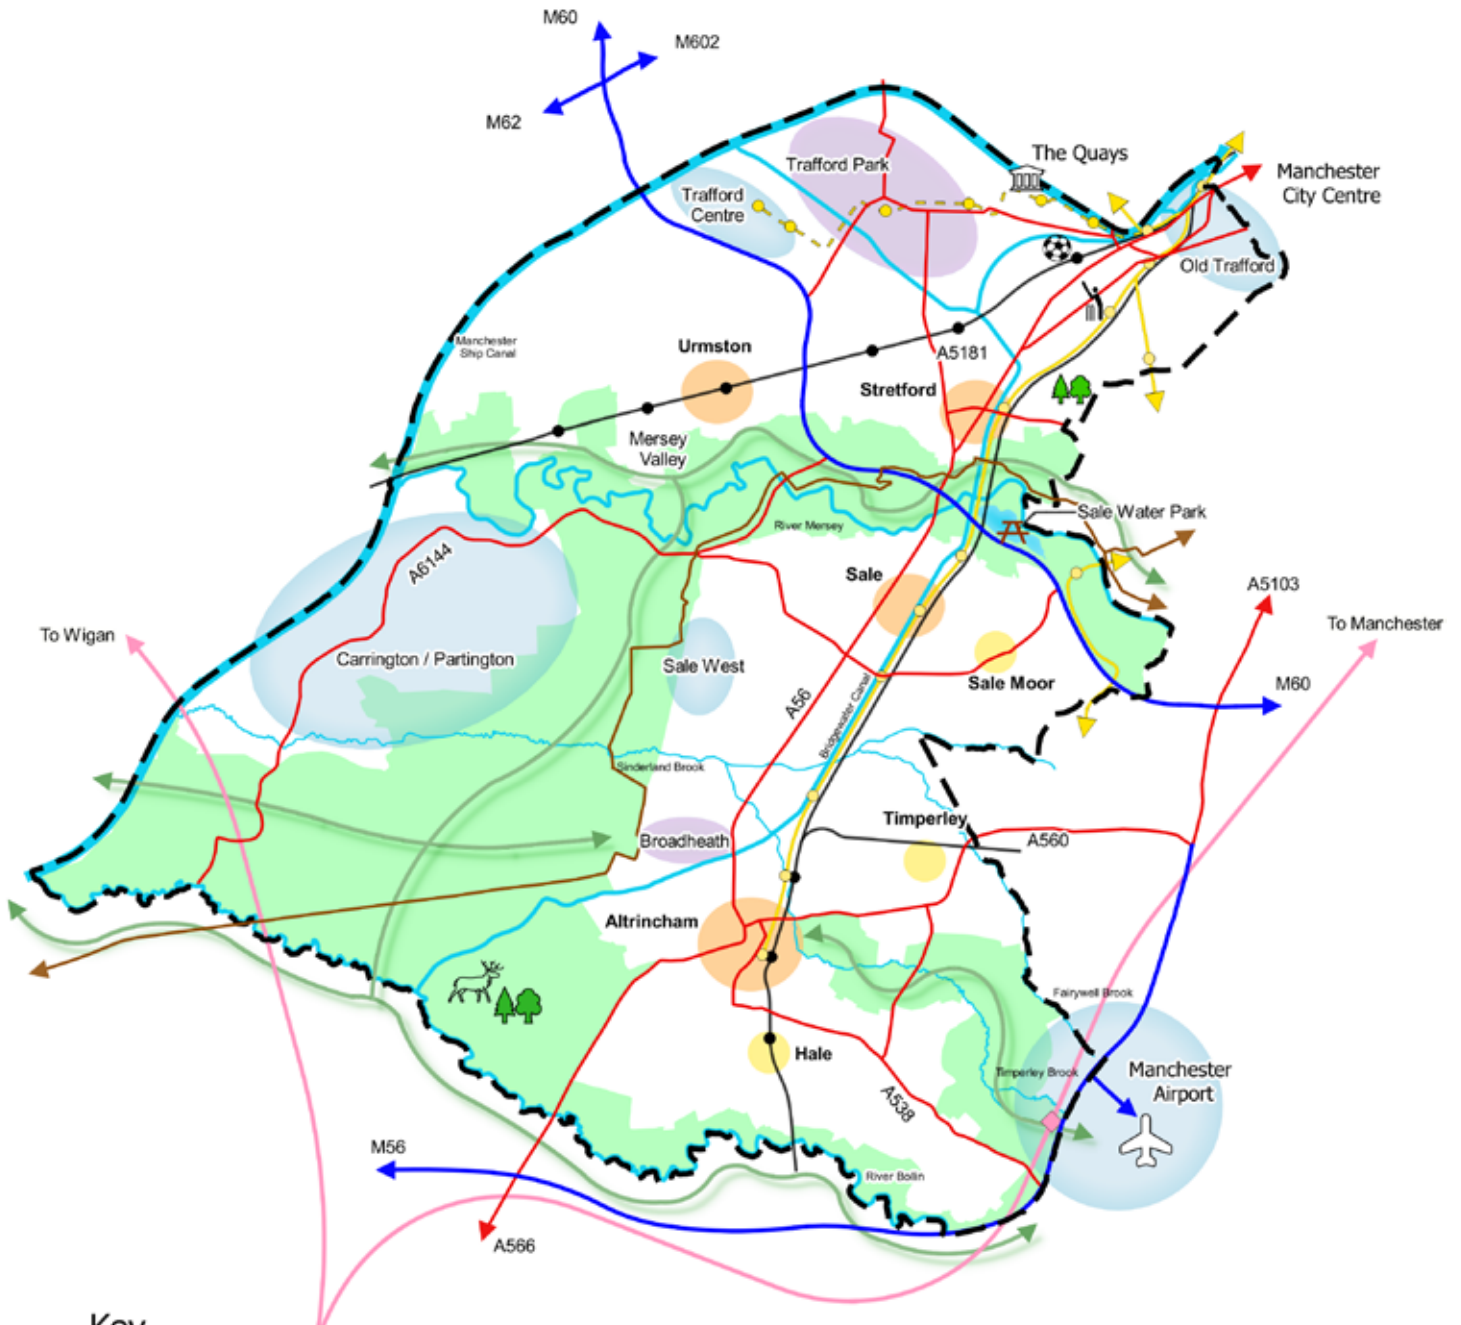 M60
M602
M62
The Quays
Trafford Park
Manchester
City Centre
Trafford
Centre
Old Trafford
Manchester
Ship Canal
Urmston
A5181
Stretford
Mersey
Valley
River Mersey
Sale Water Park
A6144
Sale
A5103
To Wigan
To Manchester
Carrington / Partington
Sale West
Sale Moor
M60
A56
Bridgewater Canal
Sinderland Brook
Timperley
Broadheath
A560
Altrincham
Fairywell Brook
Hale
Timperley Brook
Manchester
Airport
A538
M56
River Bollin
A566
Key